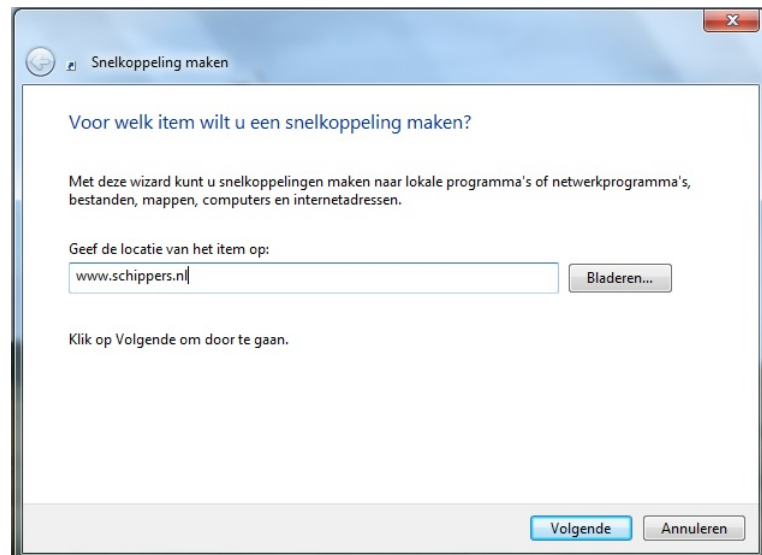 Snelkoppeling maken
Voor welk item wilt u een snelkoppeling maken?
Met deze wizard kunt u snelkoppelingen maken naar lokale programma's of netwerkprogramma's,
bestanden, mappen, computers en internetadressen.
Geef de locatie van het item op:
www.schippers.nl
Bladeren...
Klik op Volgende om door te gaan.
Volgende
Annuleren